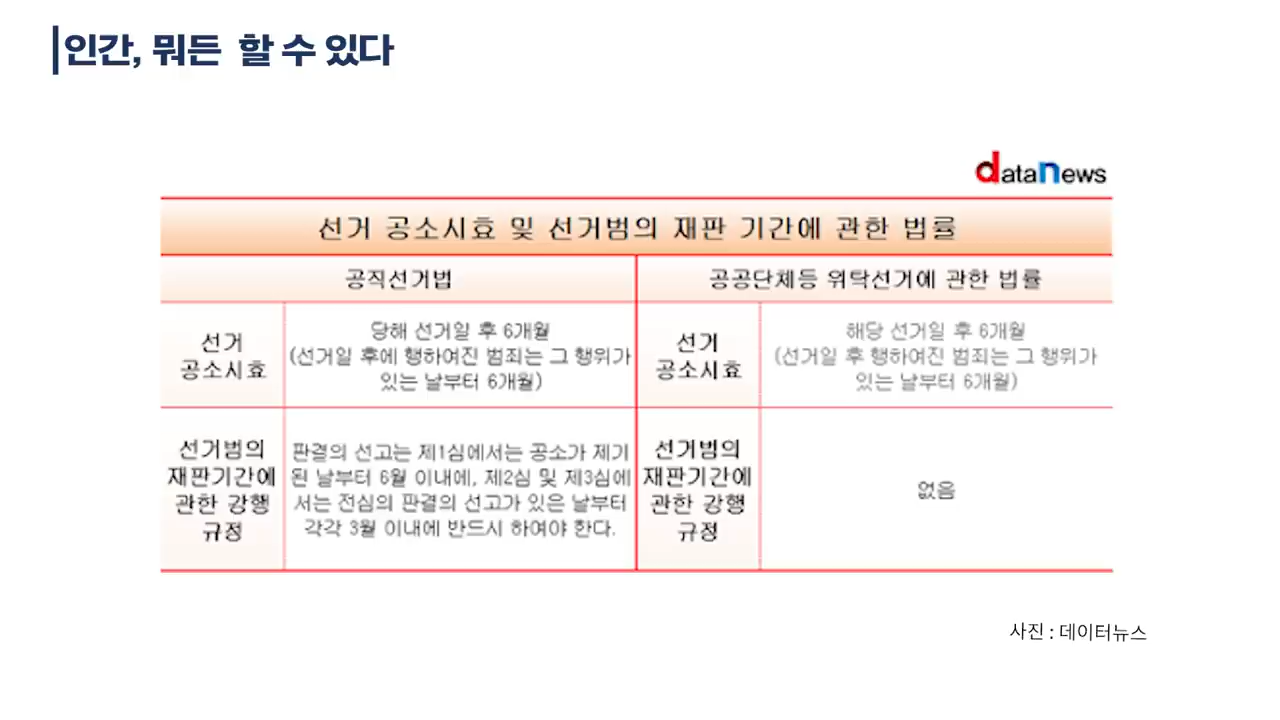 인간, 뭐든 할 수 있다
dataNews
선거 공소시효 및 선거범의 재판 기간에 관한 법률
공직선거법
공공단체등 위탁선거에 관한 법률
선거
공소시효
당해 선거일 후 6개월
(선거일 후에 행하여진 범죄는 그 행위가
있는 날부터 6개월)
선거
공소시효
해당 선거일 후 6개월
(선거일 후 행하여진 범죄는 그 행위가
있는 날부터 6개월)
선거범의
재판기간에
관한 강행
규정
판결의 선고는 제1심에서는 공소가 제기
된 날부터 6월 이내에, 제2심 및 제3심에
서는 전심의 판결의 선고가 있은 날부터
각각 3월 이내에 반드시 하여야 한다.
선거범의
재판기간에
관한 강행
규정
없음
사진 : 데이터뉴스